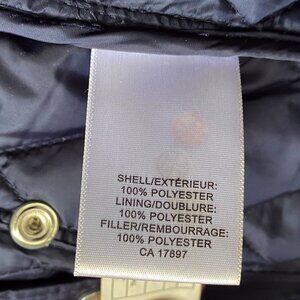 SHELL/EXTÉRIEUR:
100% POLYESTER
LINING/DOUBLURE:
100% POLYESTER
FILLER/REMBOURRAGE:
100% POLYESTER
CA 17897